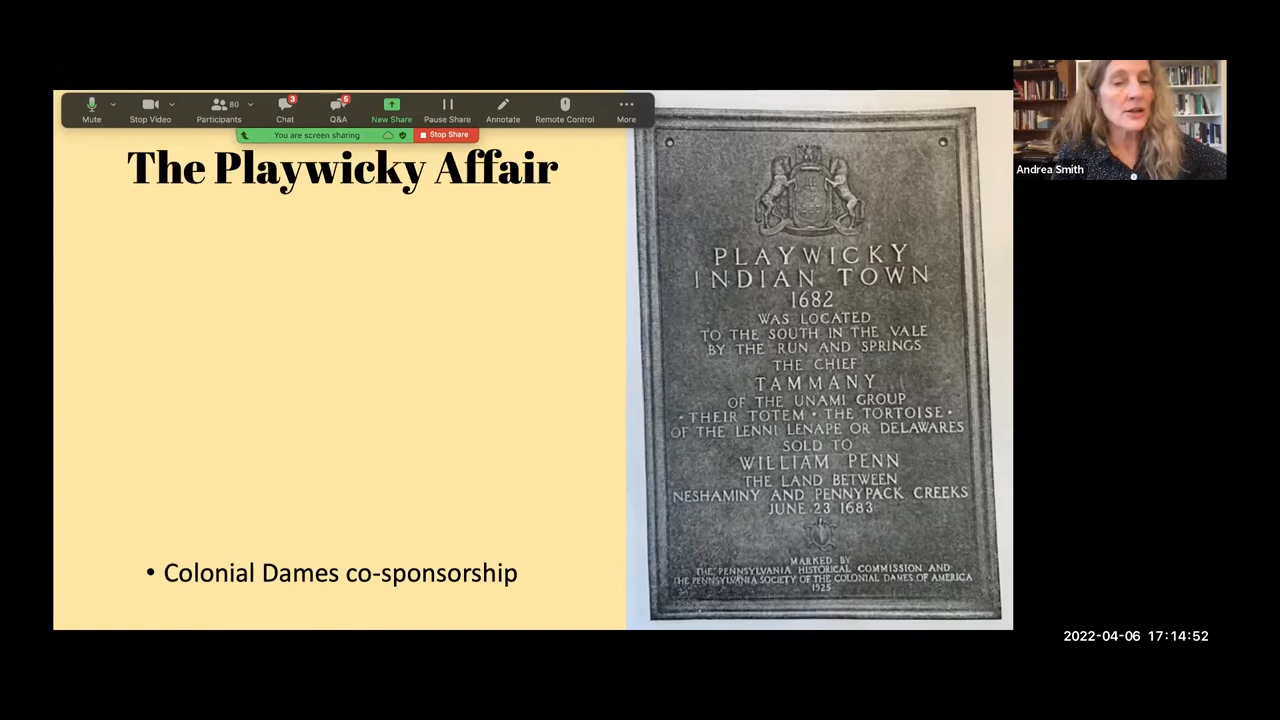 80
3
5
Mute
Stop Video
Participants
Chat
Q&A
New Share
Pause Share
Annotate
Remote Control
More
You are screen sharing
Stop Share
The Playwicky Affair
• Colonial Dames co-sponsorship
PLAYWICKY
INDIAN TOWN
1682
WAS LOCATED
TO THE SOUTH IN THE VALE
BY THE RUN AND SPRINGS
THE CHIEF
TAMMANY
OF THE UNAMI GROUP
• THEIR TOTEM • THE TORTOISE •
OF THE LENNI LENAPE OR DELAWARES
SOLD TO
WILLIAM PENN
THE LAND BETWEEN
NESHAMINY AND PENNYPACK CREEKS
JUNE 23 1683
MARKED BY
THE PENNSYLVANIA HISTORICAL COMMISSION AND
THE PENNSYLVANIA SOCIETY OF THE COLONIAL DAMES OF AMERICA
1925
Andrea Smith
2022-04-06 17:14:52